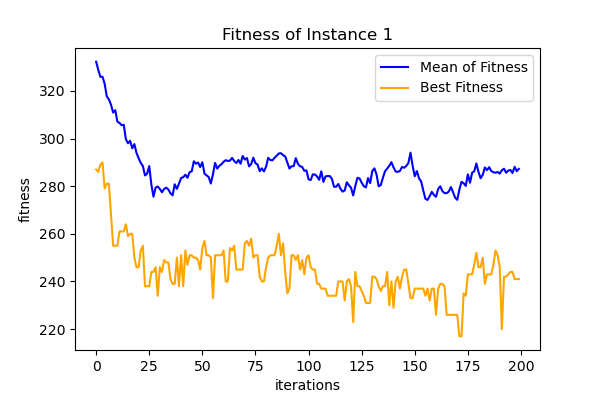 Fitness of Instance 1
Mean of Fitness
Best Fitness
fitness
320
300
280
260
240
220
0 25 50 75 100 125 150 175 200
iterations